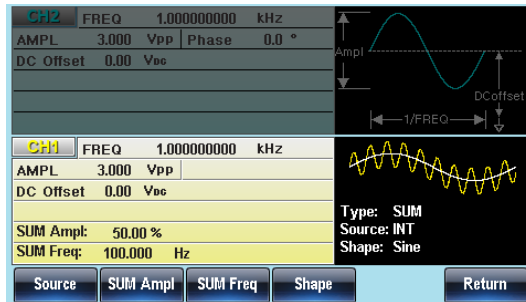 CH2 FREQ 1.000000000 kHz
AMPL 3.000 Vpp Phase 0.0 °
DC Offset 0.00 VDC
Ampl
DCoffset
1/FREQ
CH1 FREQ 1.000000000 kHz
AMPL 3.000 Vpp
DC Offset 0.00 VDC
SUM Ampl: 50.00 %
SUM Freq: 100.000 Hz
Type: SUM
Source: INT
Shape: Sine
Source SUM Ampl SUM Freq Shape Return